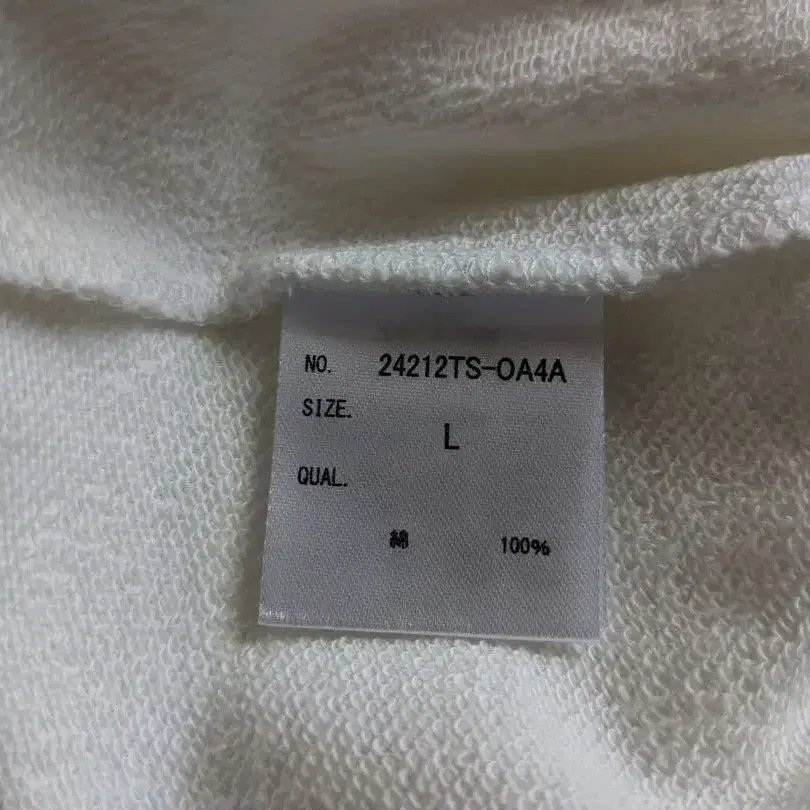 NO. 24212TS-OA4A
SIZE.
L
QUAL.
綿 100%